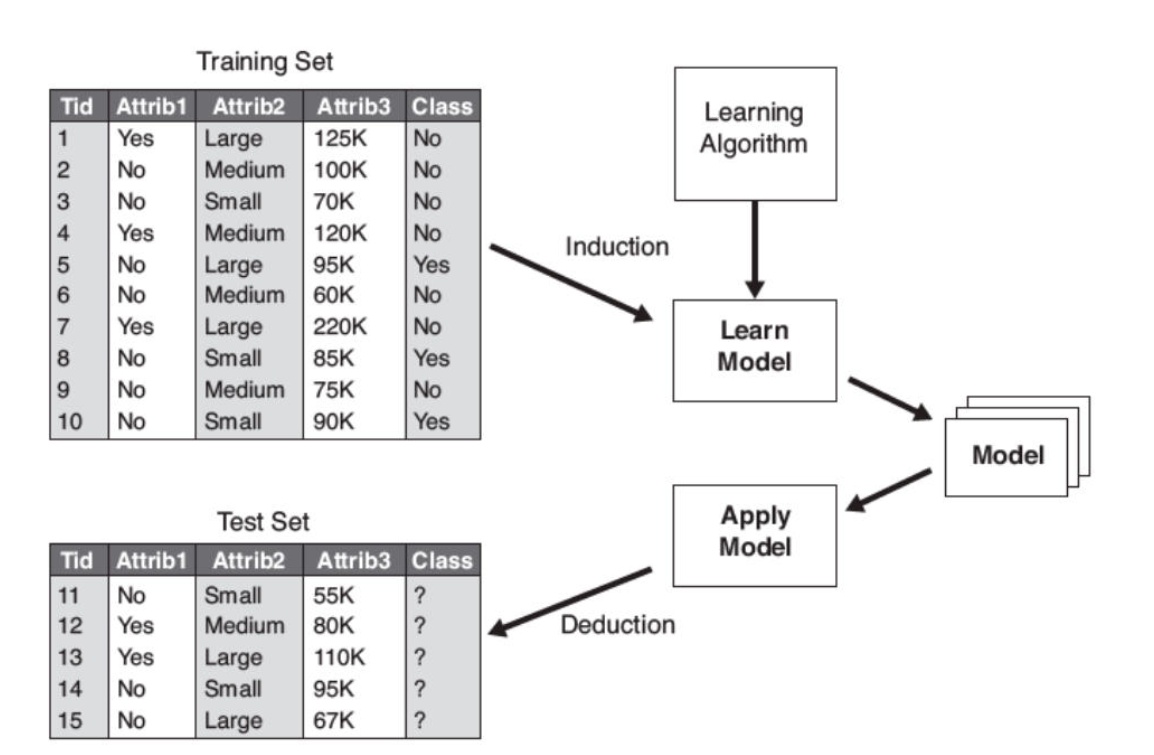 Training Set
Tid Attrib1 Attrib2 Attrib3 Class
1 Yes Large 125K No
2 No Medium 100K No
3 No Small 70K No
4 Yes Medium 120K No
5 No Large 95K Yes
6 No Medium 60K No
7 Yes Large 220K No
8 No Small 85K Yes
9 No Medium 75K No
10 No Small 90K Yes
Learning
Algorithm
Induction
Learn
Model
Model
Apply
Model
Deduction
Test Set
Tid Attrib1 Attrib2 Attrib3 Class
11 No Small 55K ?
12 Yes Medium 80K ?
13 Yes Large 110K ?
14 No Small 95K ?
15 No Large 67K ?